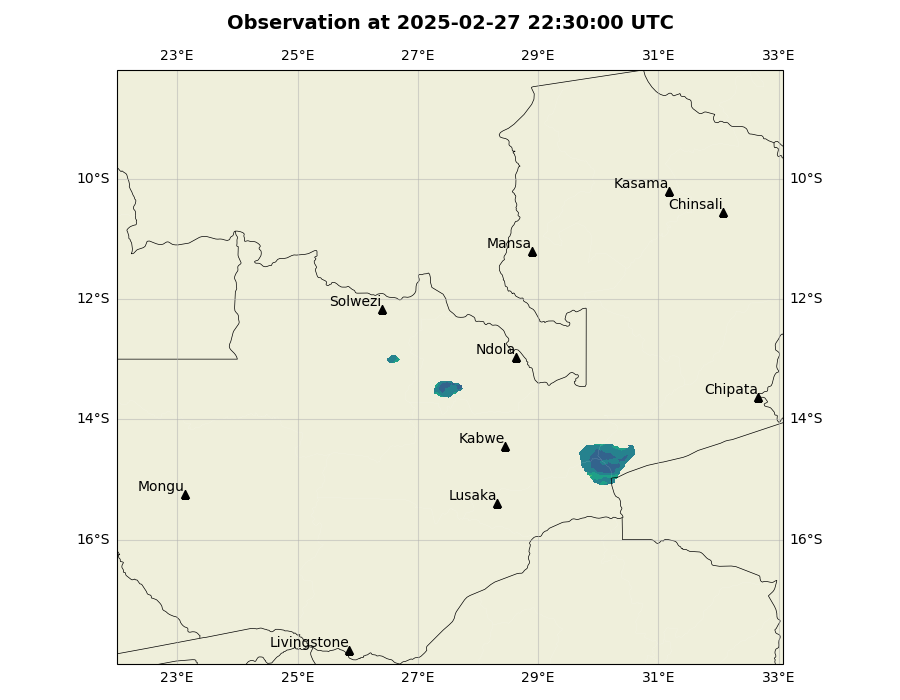 Observation at 2025-02-27 22:30:00 UTC
23°E 25°E 27°E 29°E 31°E 33°E
10°S 10°S
Kasama
Chinsali
Mansa
12°S 12°S
Solwezi
Ndola
Chipata
14°S 14°S
Kabwe
Mongu
Lusaka
16°S 16°S
Livingstone
23°E 25°E 27°E 29°E 31°E 33°E